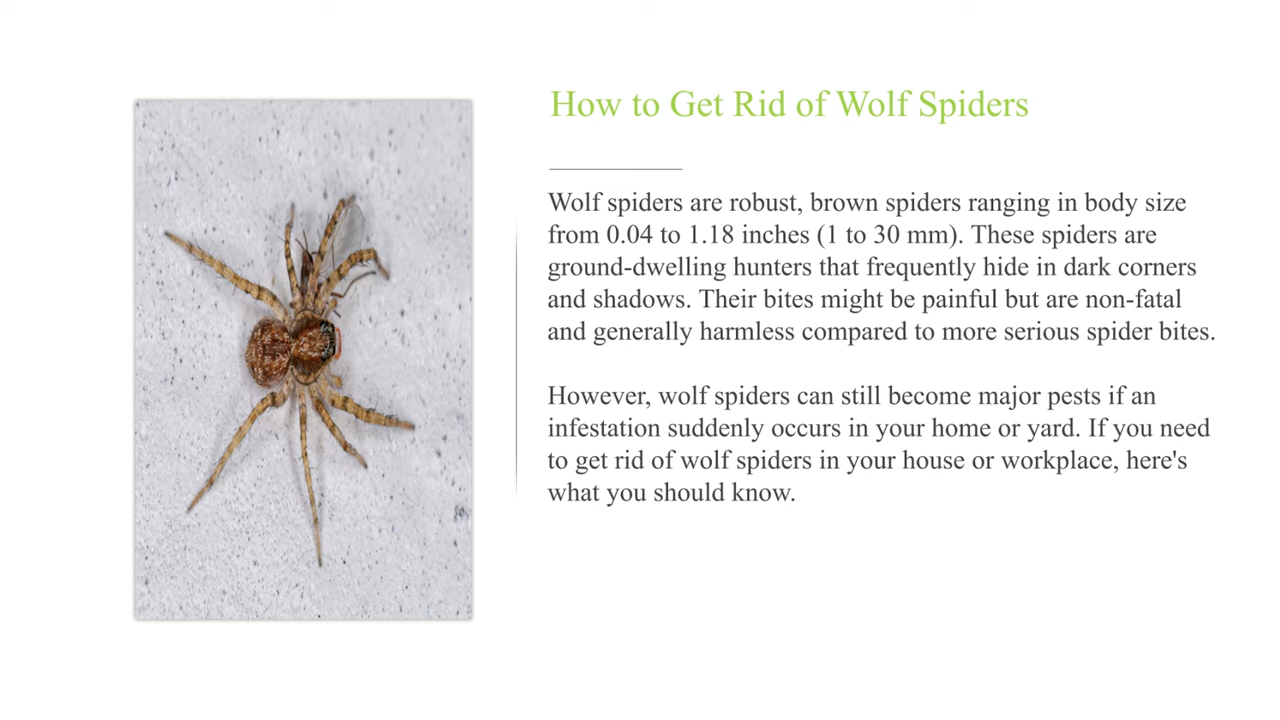 How to Get Rid of Wolf Spiders
Wolf spiders are robust, brown spiders ranging in body size
from 0.04 to 1.18 inches (1 to 30 mm). These spiders are
ground-dwelling hunters that frequently hide in dark corners
and shadows. Their bites might be painful but are non-fatal
and generally harmless compared to more serious spider bites.
However, wolf spiders can still become major pests if an
infestation suddenly occurs in your home or yard. If you need
to get rid of wolf spiders in your house or workplace, here's
what you should know.